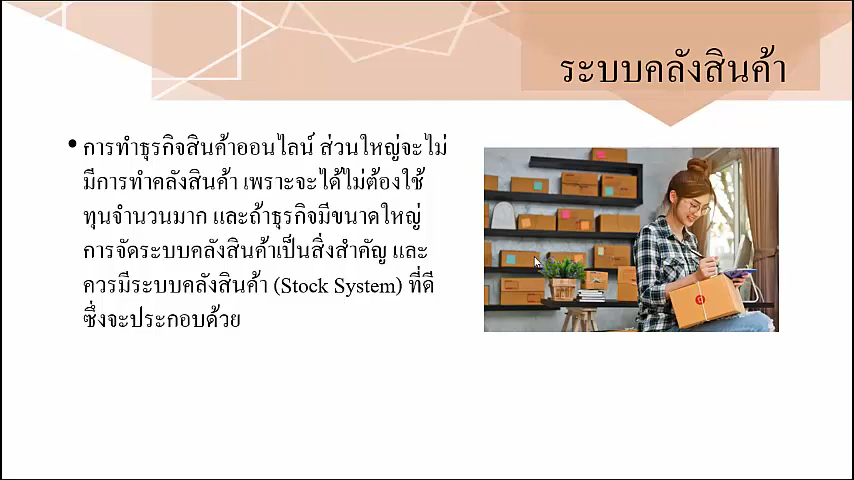 ระบบคลังสินค้า
• การทำธุรกิจสินค้าออนไลน์ ส่วนใหญ่จะไม่
มีการทำคลังสินค้า เพราะจะได้ไม่ต้องใช้
ทุนจำนวนมาก และถ้าธุรกิจมีขนาดใหญ่
การจัดระบบคลังสินค้าเป็นสิ่งสำคัญ และ
ควรมีระบบคลังสินค้า (Stock System) ที่ดี
ซึ่งจะประกอบด้วย